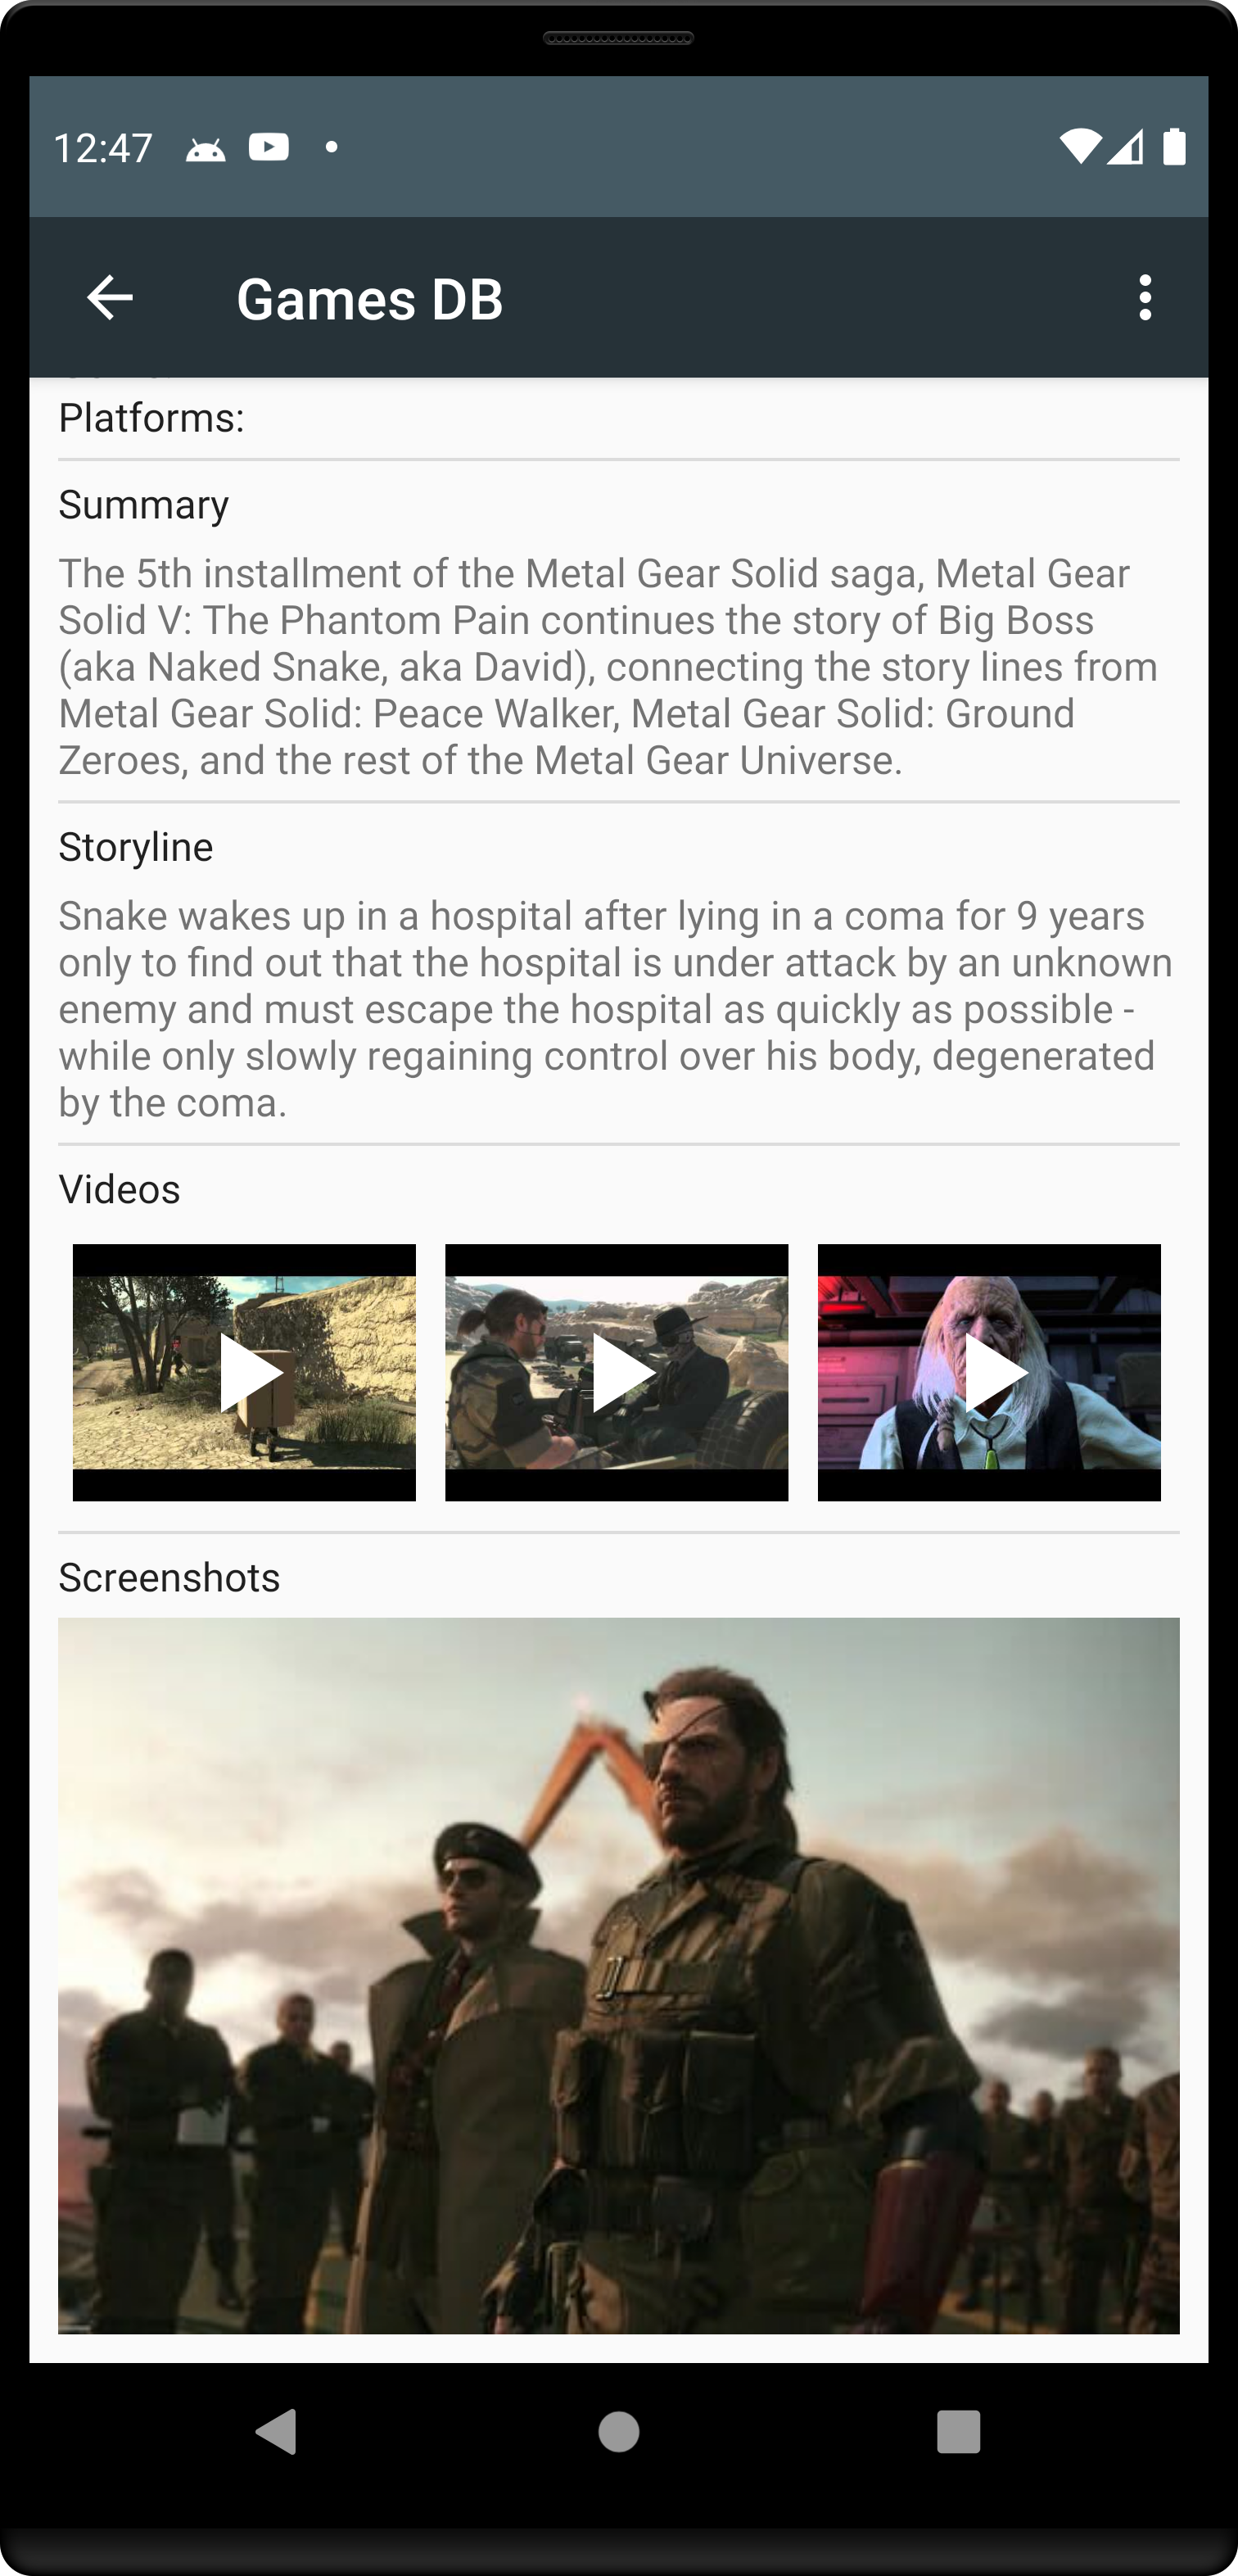 12:47
Games DB
Platforms:
Summary
The 5th installment of the Metal Gear Solid saga, Metal Gear
Solid V: The Phantom Pain continues the story of Big Boss
(aka Naked Snake, aka David), connecting the story lines from
Metal Gear Solid: Peace Walker, Metal Gear Solid: Ground
Zeroes, and the rest of the Metal Gear Universe.
Storyline
Snake wakes up in a hospital after lying in a coma for 9 years
only to find out that the hospital is under attack by an unknown
enemy and must escape the hospital as quickly as possible -
while only slowly regaining control over his body, degenerated
by the coma.
Videos
Screenshots